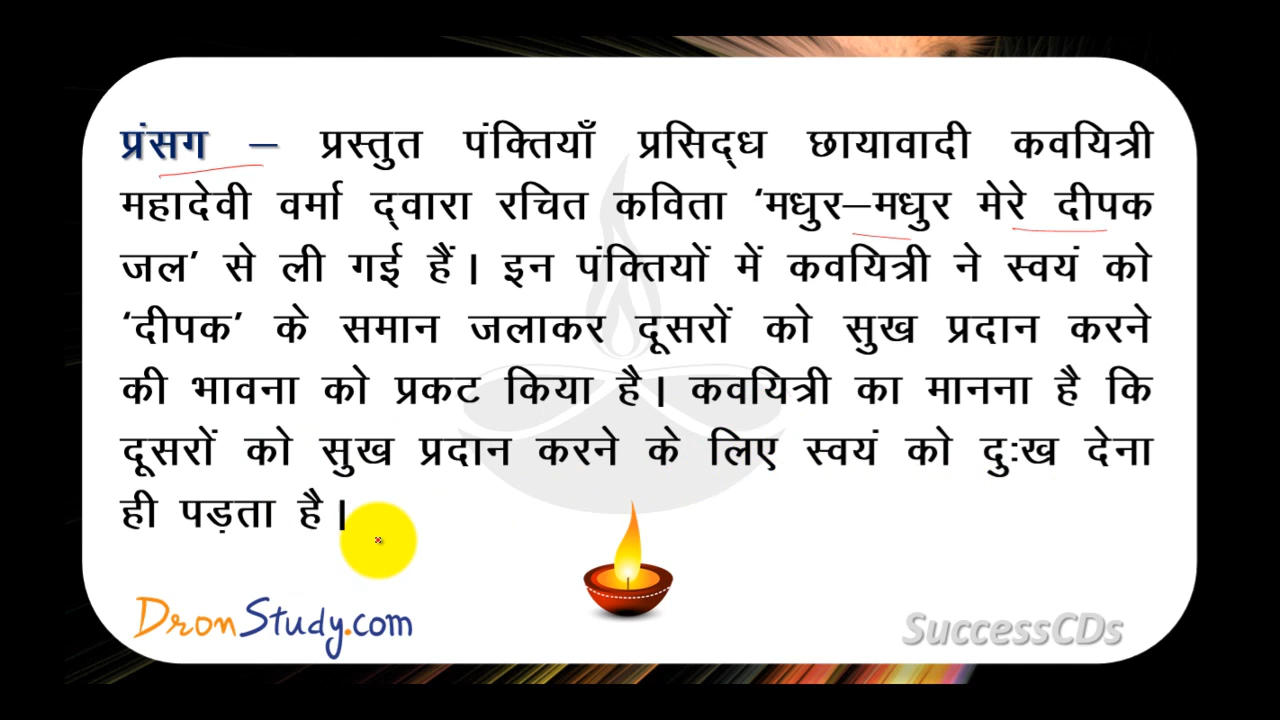 प्रंसग – प्रस्तुत पंक्तियाँ प्रसिद्ध छायावादी कवयित्री
महादेवी वर्मा द्वारा रचित कविता ‘मधुर–मधुर मेरे दीपक
जल’ से ली गई हैं। इन पंक्तियों में कवयित्री ने स्वयं को
‘दीपक’ के समान जलाकर दूसरों को सुख प्रदान करने
की भावना को प्रकट किया है। कवयित्री का मानना है कि
दूसरों को सुख प्रदान करने के लिए स्वयं को दुःख देना
ही पड़ता है।
DronStudy.com
SuccessCDs